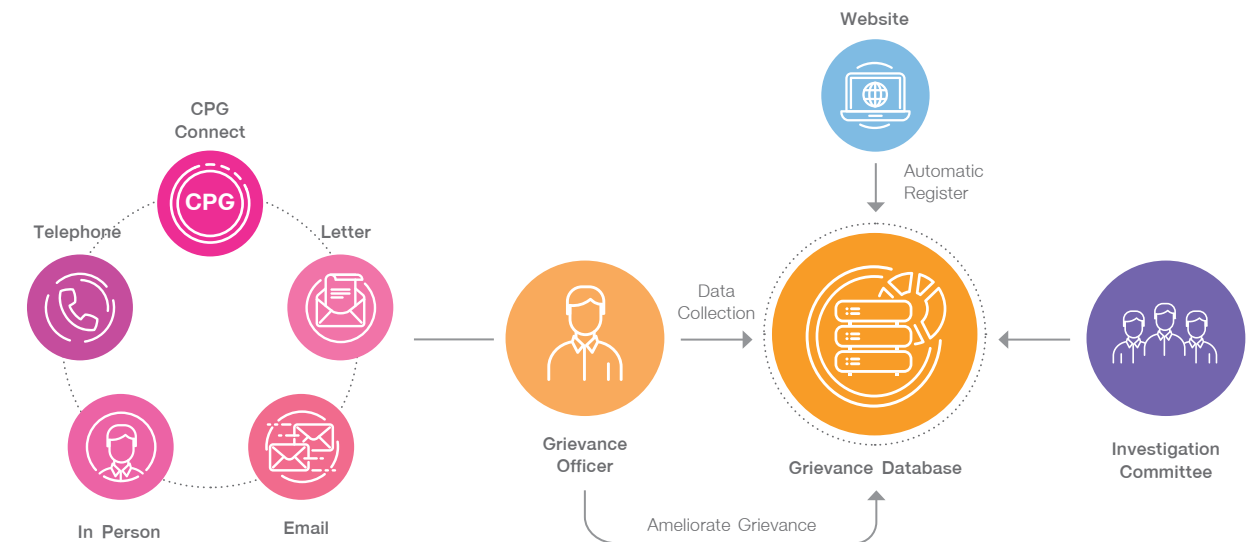 Website
CPG
Connect
CPG
Automatic
Register
Telephone
Letter
Data
Collection
Grievance
Officer
Grievance Database
Investigation
Committee
In Person
Email
Ameliorate Grievance